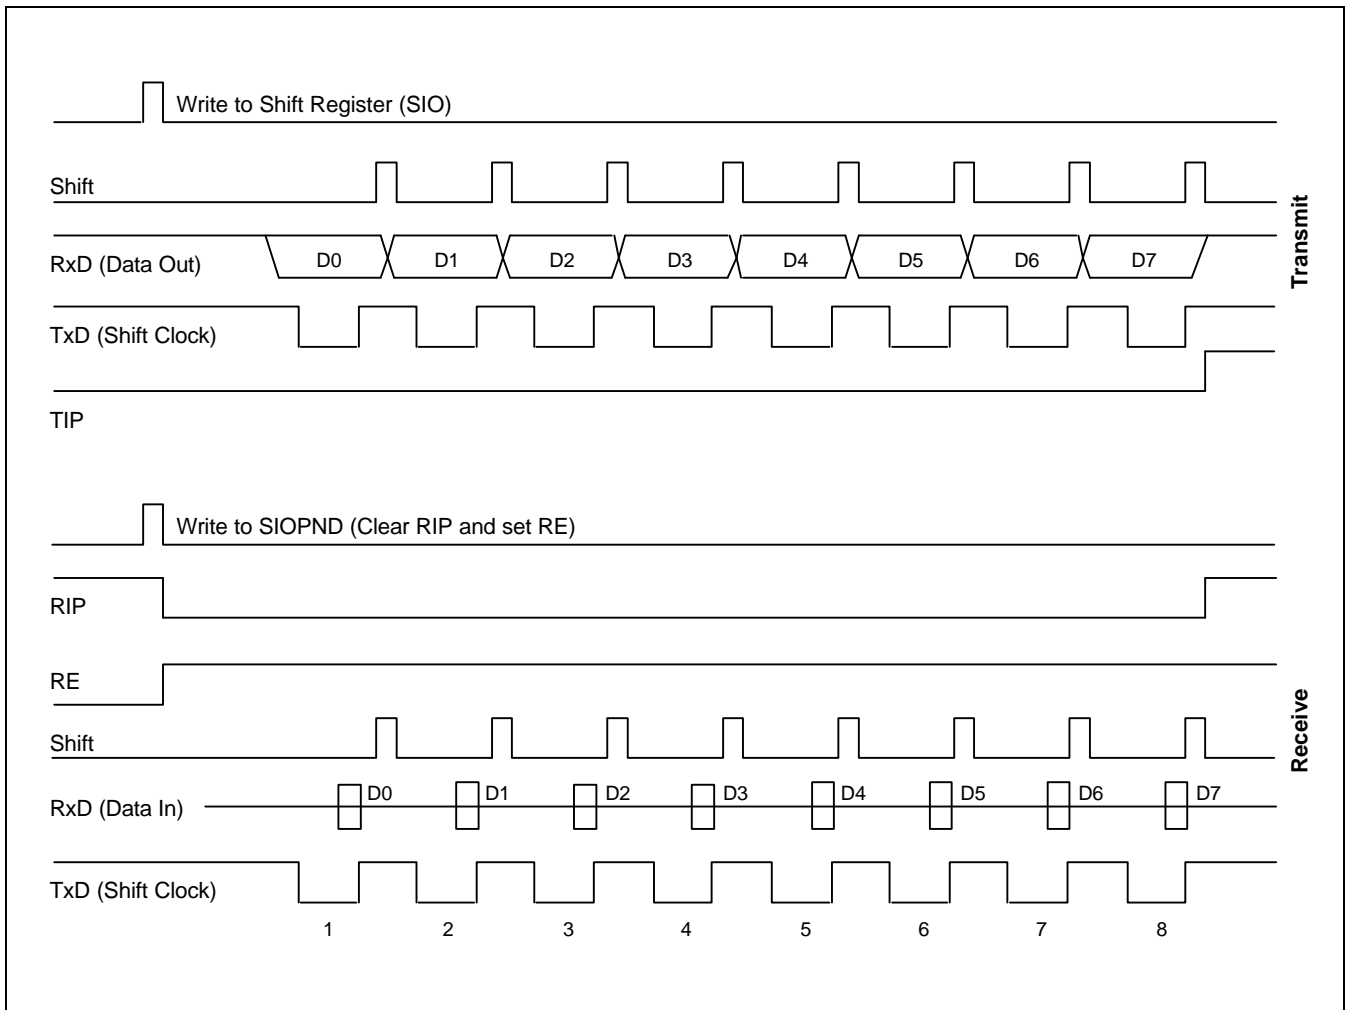 Write to Shift Register (SIO)
Shift
RxD (Data Out)
D0 D1 D2 D3 D4 D5 D6 D7
TxD (Shift Clock)
TIP
Transmit
Write to SIOPND (Clear RIP and set RE)
RIP
RE
Shift
RxD (Data In)
D0 D1 D2 D3 D4 D5 D6 D7
TxD (Shift Clock)
1 2 3 4 5 6 7 8
Receive